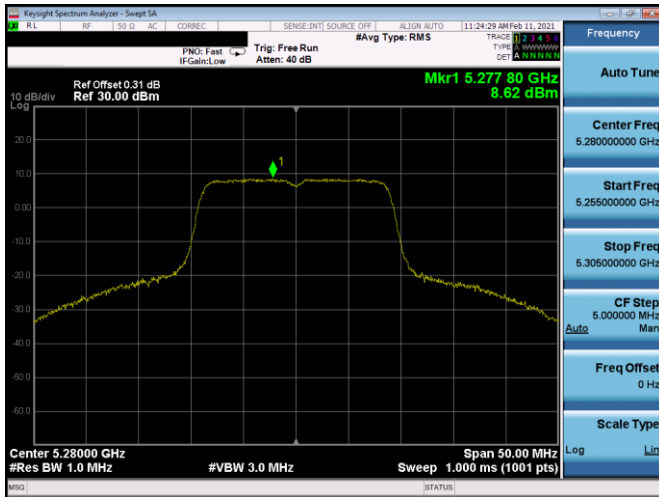 Keysight Spectrum Analyzer - Swept SA
RL RF 50 Ω AC CORREC SENSE:INT SOURCE OFF ALIGN AUTO 11:24:29 AM Feb 11, 2021
#Avg Type: RMS
TRACE 1 2 3 4 5 6
PNO: Fast Trig: Free Run
TYPE A WWWWW
IFGain:Low Atten: 40 dB
DET A N N N N N
Mkr1 5.277 80 GHz
8.62 dBm
Ref Offset 0.31 dB
10 dB/div Ref 30.00 dBm
Log
20.0
1
10.0
0.00
-10.0
-20.0
-30.0
-40.0
-50.0
-60.0
Center 5.28000 GHz Span 50.00 MHz
#Res BW 1.0 MHz #VBW 3.0 MHz Sweep 1.000 ms (1001 pts)
MSG STATUS
Frequency
Auto Tune
Center Freq
5.280000000 GHz
Start Freq
5.255000000 GHz
Stop Freq
5.305000000 GHz
CF Step
5.000000 MHz
Auto Man
Freq Offset
0 Hz
Scale Type
Log Lin